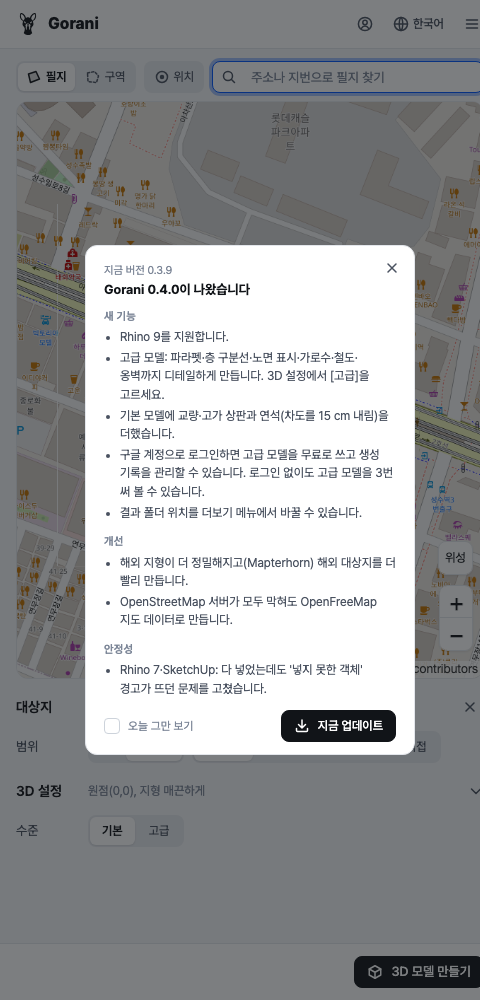 Gorani
한국어
필지
구역
위치
주소나 지번으로 필지 찾기
롯데캐슬
파크아파
트
성수일로8길
지금 버전 0.3.9
Gorani 0.4.0이 나왔습니다
새 기능
• Rhino 9를 지원합니다.
• 고급 모델: 파라펫·층 구분선·노면 표시·가로수·철도·
옹벽까지 디테일하게 만듭니다. 3D 설정에서 [고급]을
고르세요.
• 기본 모델에 교량·고가 상판과 연석(차도를 15 cm 내림)을
더했습니다.
• 구글 계정으로 로그인하면 고급 모델을 무료로 쓰고 생성
기록을 관리할 수 있습니다. 로그인 없이도 고급 모델을 3번
써 볼 수 있습니다.
• 결과 폴더 위치를 더보기 메뉴에서 바꿀 수 있습니다.
개선
• 해외 지형이 더 정밀해지고(Mapterhorn) 해외 대상지를 더
빨리 만듭니다.
• OpenStreetMap 서버가 모두 막혀도 OpenFreeMap
지도 데이터로 만듭니다.
안정성
• Rhino 7·SketchUp: 다 넣었는데도 '넣지 못한 객체'
경고가 뜨던 문제를 고쳤습니다.
오늘 그만 보기
지금 업데이트
위성
+
−
contributors
대상지
범위
3D 설정
원점(0,0), 지형 매끈하게
수준
기본
고급
3D 모델 만들기